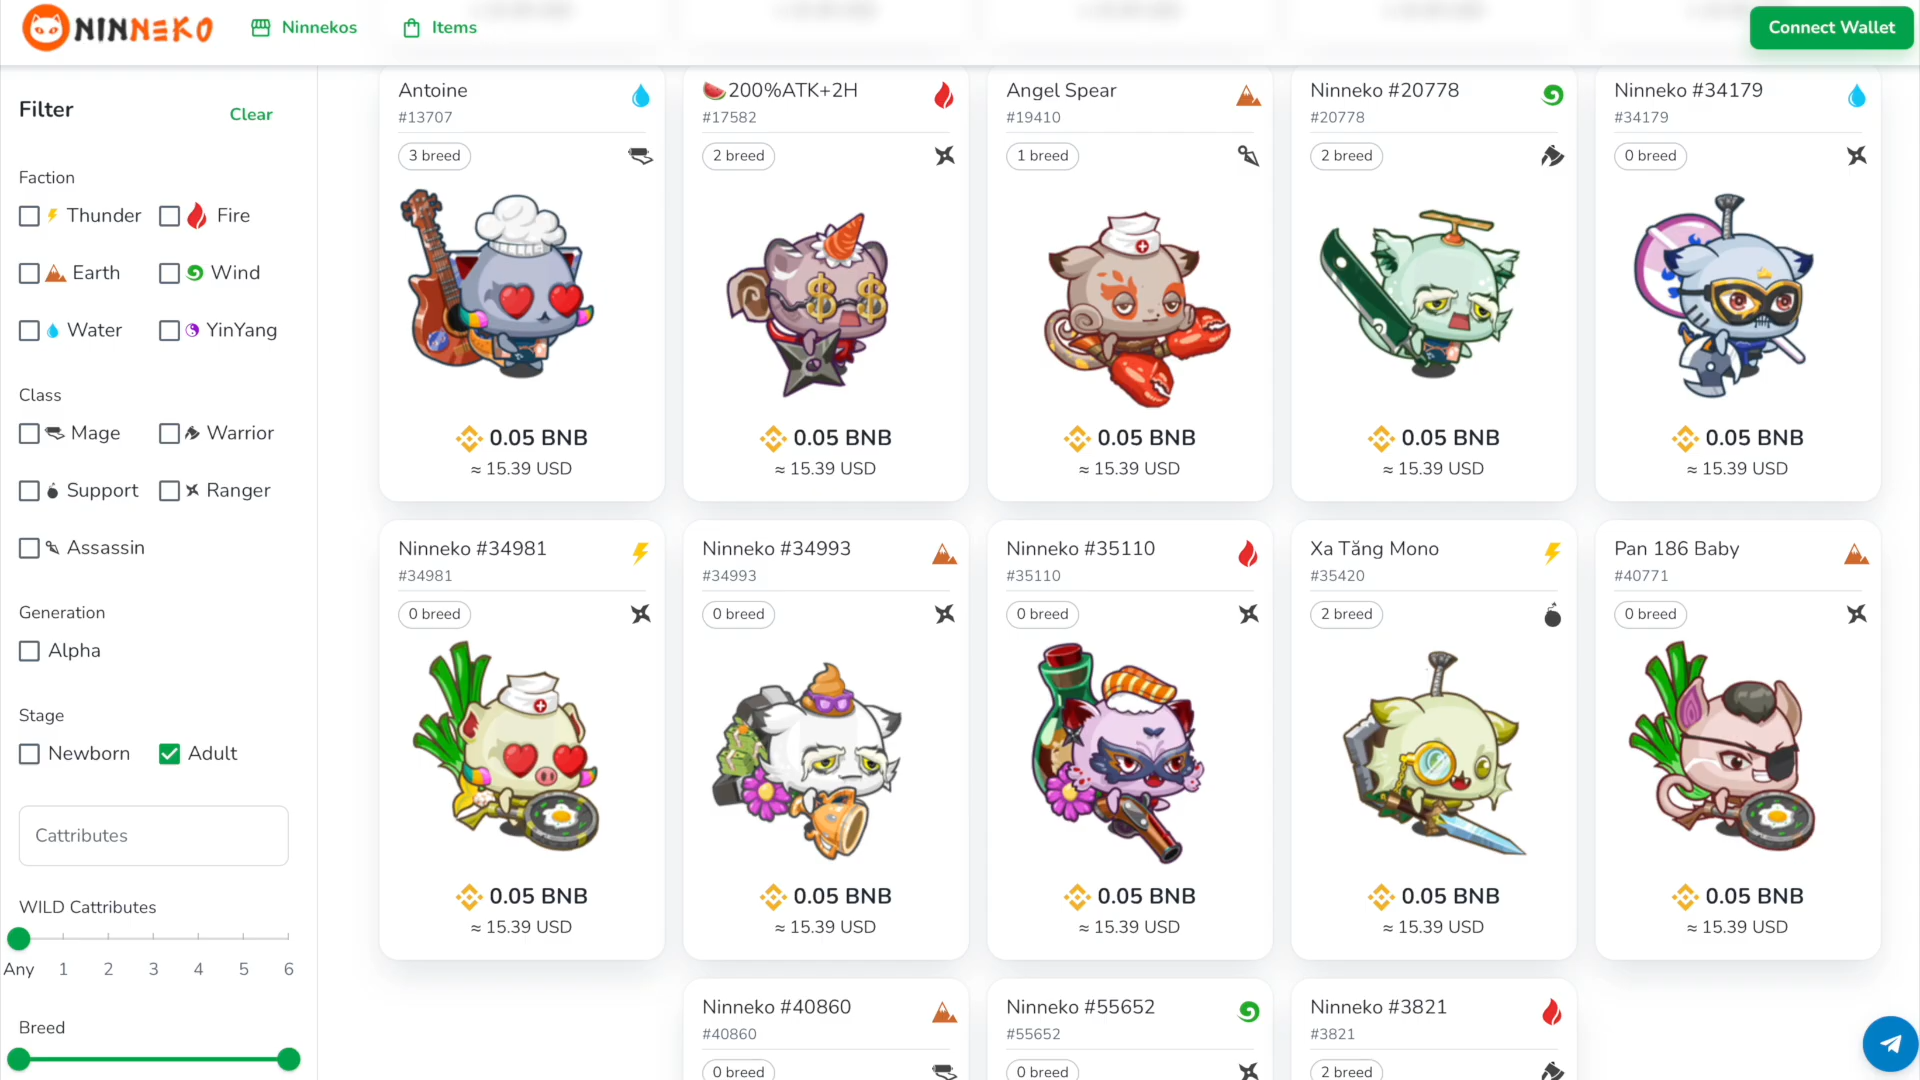 NINNEKO
Ninnekos
Items
Connect Wallet
Filter
Clear
Faction
Thunder
Fire
Earth
Wind
Water
YinYang
Class
Mage
Warrior
Support
Ranger
Assassin
Generation
Alpha
Stage
Newborn
Adult
Cattributes
WILD Cattributes
Any 1 2 3 4 5 6
Breed
Antoine
#13707
3 breed
0.05 BNB
≈ 15.39 USD
🍉200%ATK+2H
#17582
2 breed
0.05 BNB
≈ 15.39 USD
Angel Spear
#19410
1 breed
0.05 BNB
≈ 15.39 USD
Ninneko #20778
#20778
2 breed
0.05 BNB
≈ 15.39 USD
Ninneko #34179
#34179
0 breed
0.05 BNB
≈ 15.39 USD
Ninneko #34981
#34981
0 breed
0.05 BNB
≈ 15.39 USD
Ninneko #34993
#34993
0 breed
0.05 BNB
≈ 15.39 USD
Ninneko #35110
#35110
0 breed
0.05 BNB
≈ 15.39 USD
Xa Tăng Mono
#35420
2 breed
0.05 BNB
≈ 15.39 USD
Pan 186 Baby
#40771
0 breed
0.05 BNB
≈ 15.39 USD
Ninneko #40860
#40860
0 breed
Ninneko #55652
#55652
0 breed
Ninneko #3821
#3821
2 breed